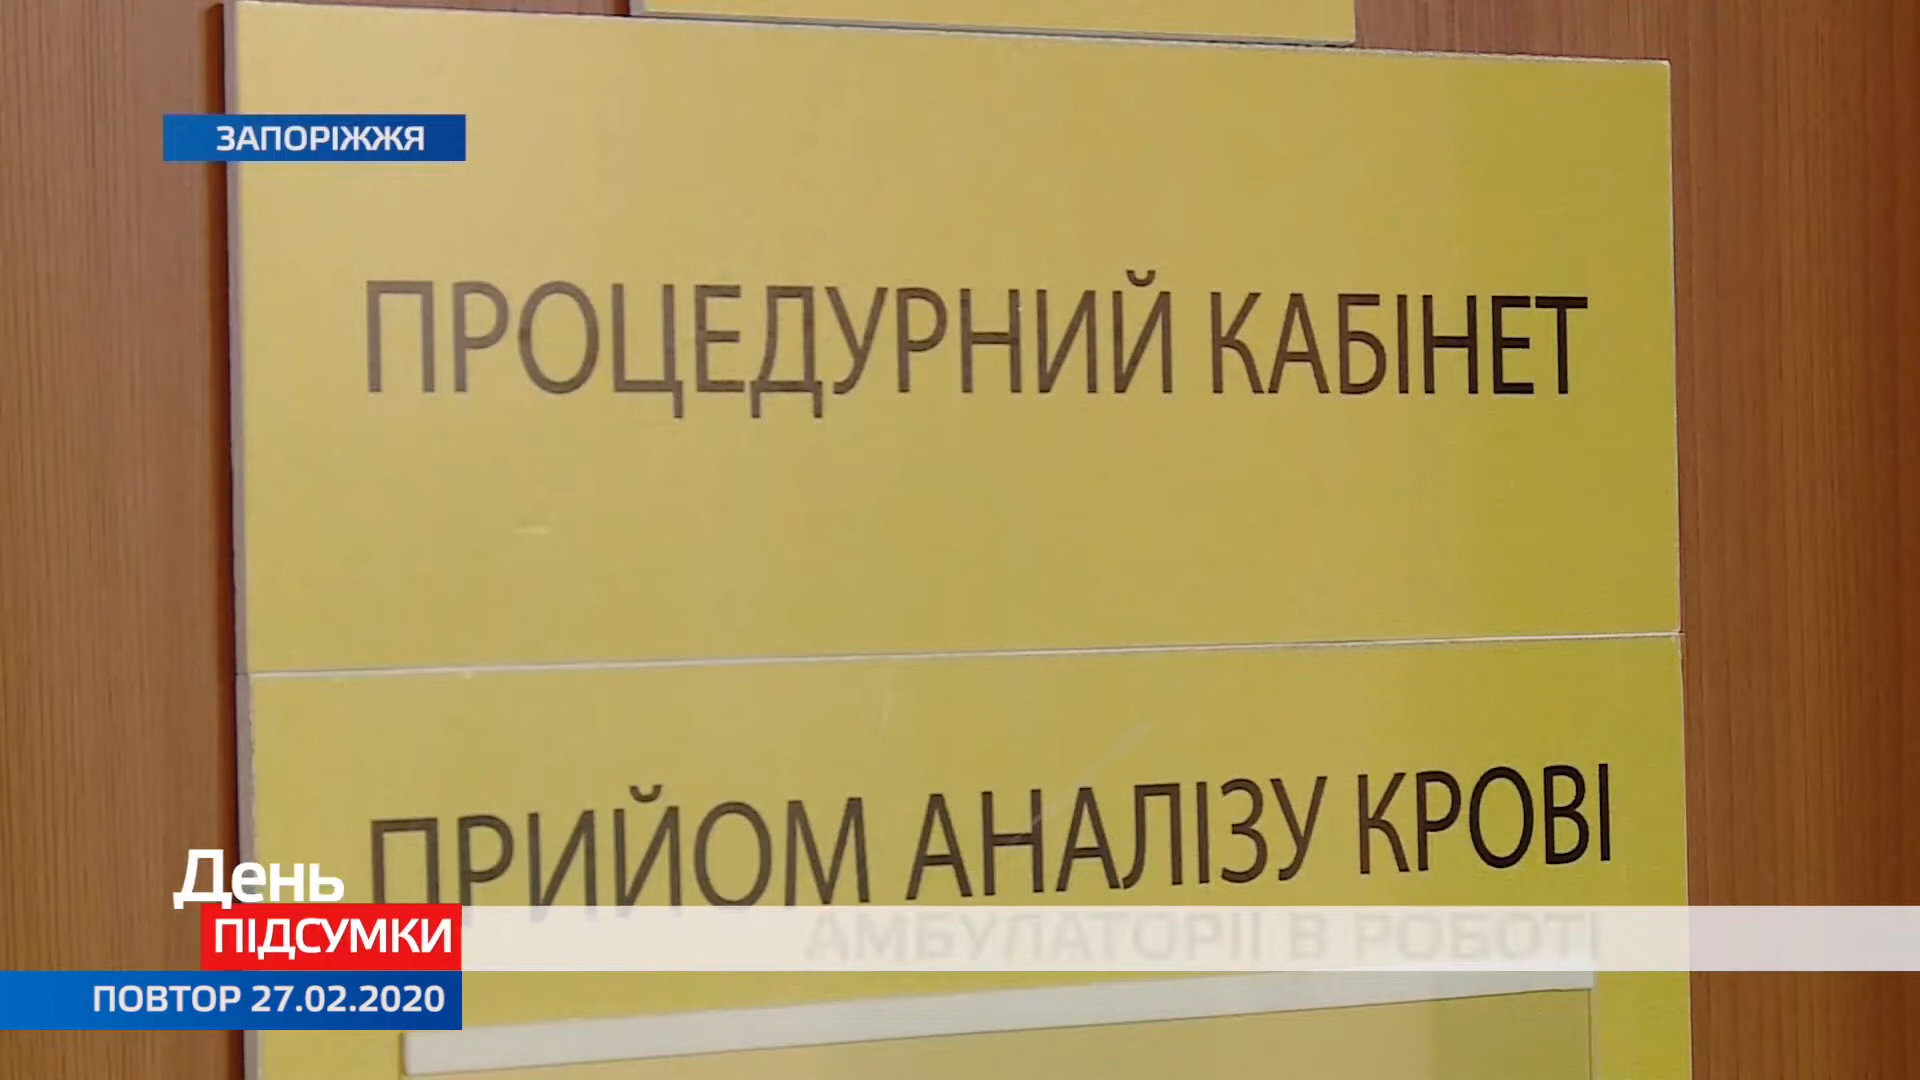 ЗАПОРІЖЖЯ
ПРОЦЕДУРНИЙ КАБІНЕТ
ПРИЙОМ АНАЛІЗУ КРОВІ
День
ПІДСУМКИ
АМБУЛАТОРІЇ В РОБОТІ
ПОВТОР 27.02.2020